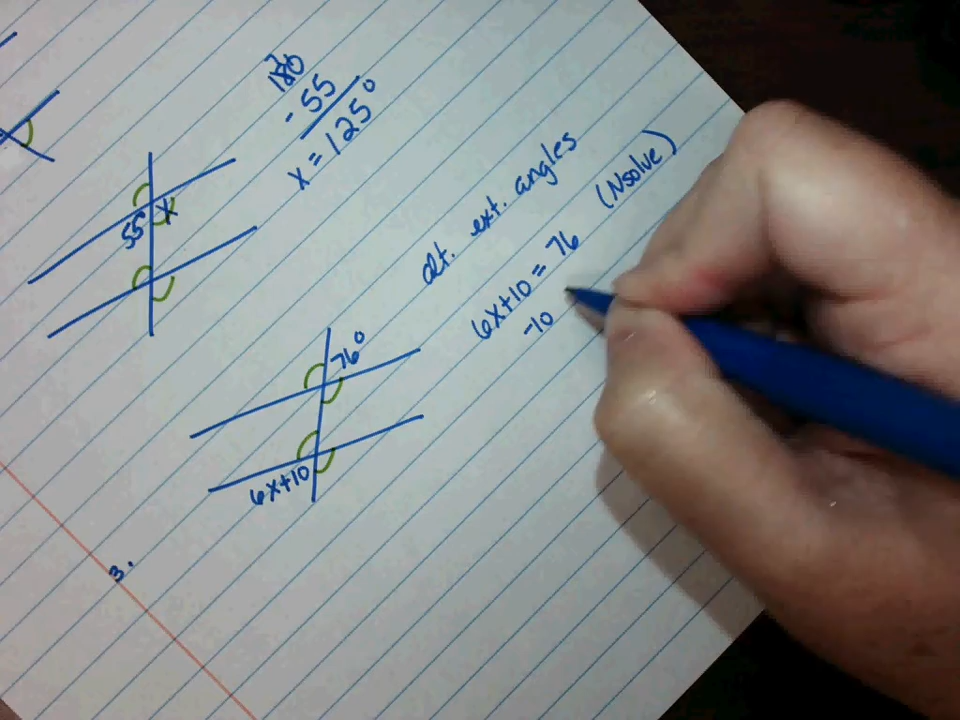 180
- 55
x = 125°
55° x
alt. ext. angles
6x+10 = 76 (Nsolve)
-10
76°
6x+10
3.